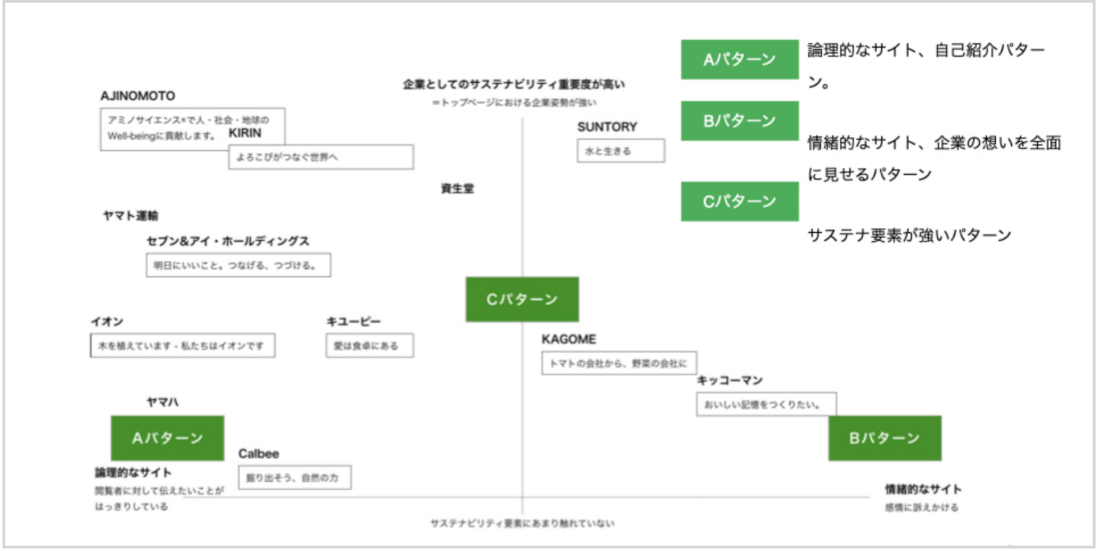 Aパターン
論理的なサイト、自己紹介パター
ン。
Bパターン
情緒的なサイト、企業の想いを全面
に見せるパターン
Cパターン
サステナ要素が強いパターン
企業としてのサステナビリティ重要度が高い
＝トップページにおける企業姿勢が強い
AJINOMOTO
アミノサイエンス®で人・社会・地球の
Well-beingに貢献します。
KIRIN
よろこびがつなぐ世界へ
SUNTORY
水と生きる
資生堂
ヤマト運輸
セブン&アイ・ホールディングス
明日にいいこと。つなげる、つづける。
Cパターン
イオン
木を植えています - 私たちはイオンです
キユーピー
愛は食卓にある
KAGOME
トマトの会社から、野菜の会社に
キッコーマン
おいしい記憶をつくりたい。
ヤマハ
Aパターン
Bパターン
Calbee
掘り出そう、自然の力
論理的なサイト
閲覧者に対して伝えたいことが
はっきりしている
情緒的なサイト
感情に訴えかける
サステナビリティ要素にあまり触れていない